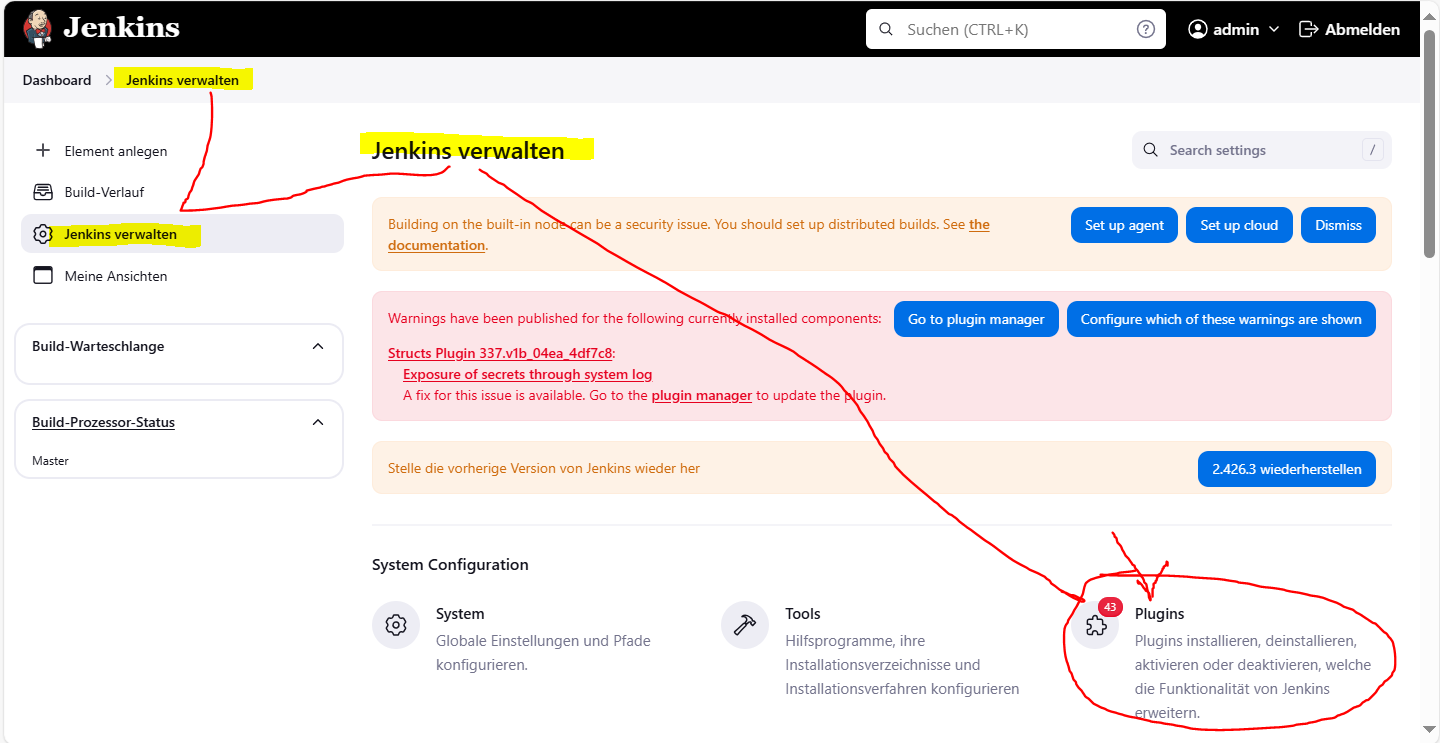 Jenkins
Suchen (CTRL+K)
admin
Abmelden
Dashboard
Jenkins verwalten
Element anlegen
Build-Verlauf
Jenkins verwalten
Meine Ansichten
Build-Warteschlange
Build-Prozessor-Status
Master
Jenkins verwalten
Search settings /
Building on the built-in node can be a security issue. You should set up distributed builds. See the
documentation.
Set up agent
Set up cloud
Dismiss
Warnings have been published for the following currently installed components:
Go to plugin manager
Configure which of these warnings are shown
Structs Plugin 337.v1b_04ea_4df7c8:
Exposure of secrets through system log
A fix for this issue is available. Go to the plugin manager to update the plugin.
Stelle die vorherige Version von Jenkins wieder her
2.426.3 wiederherstellen
System Configuration
System
Globale Einstellungen und Pfade
konfigurieren.
Tools
Hilfsprogramme, ihre
Installationsverzeichnisse und
Installationsverfahren konfigurieren
43
Plugins
Plugins installieren, deinstallieren,
aktivieren oder deaktivieren, welche
die Funktionalität von Jenkins
erweitern.